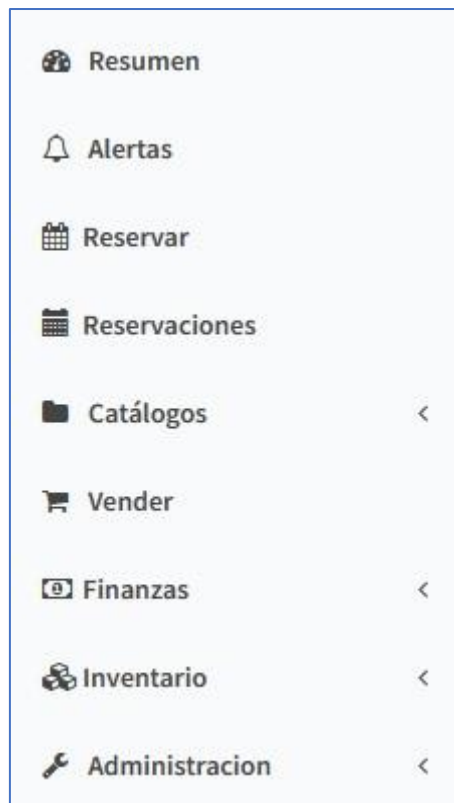 Resumen
Alertas
Reservar
Reservaciones
Catálogos
Vender
Finanzas
Inventario
Administracion